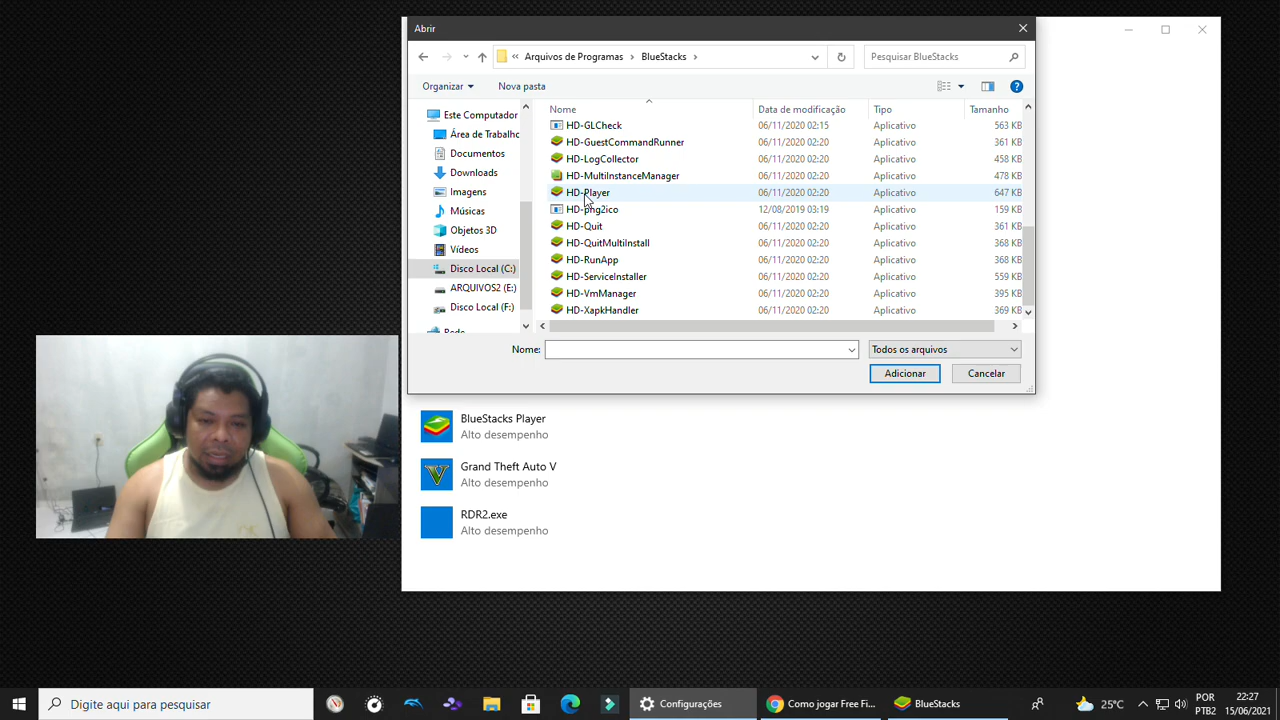 Abrir
« Arquivos de Programas › BlueStacks ›
Pesquisar BlueStacks
Organizar
Nova pasta
Este Computador
Área de Trabalho
Documentos
Downloads
Imagens
Músicas
Objetos 3D
Vídeos
Disco Local (C:)
ARQUIVOS2 (E:)
Disco Local (F:)
Rede
Nome Data de modificação Tipo Tamanho
HD-GLCheck 06/11/2020 02:15 Aplicativo 563 KB
HD-GuestCommandRunner 06/11/2020 02:20 Aplicativo 361 KB
HD-LogCollector 06/11/2020 02:20 Aplicativo 458 KB
HD-MultiInstanceManager 06/11/2020 02:20 Aplicativo 478 KB
HD-Player 06/11/2020 02:20 Aplicativo 647 KB
HD-png2ico 12/08/2019 03:19 Aplicativo 159 KB
HD-Quit 06/11/2020 02:20 Aplicativo 361 KB
HD-QuitMultiInstall 06/11/2020 02:20 Aplicativo 368 KB
HD-RunApp 06/11/2020 02:20 Aplicativo 368 KB
HD-ServiceInstaller 06/11/2020 02:20 Aplicativo 559 KB
HD-VmManager 06/11/2020 02:20 Aplicativo 395 KB
HD-XapkHandler 06/11/2020 02:20 Aplicativo 369 KB
Nome:
Todos os arquivos
Adicionar
Cancelar
BlueStacks Player
Alto desempenho
Grand Theft Auto V
Alto desempenho
RDR2.exe
Alto desempenho
Digite aqui para pesquisar
Configurações
Como jogar Free Fi...
BlueStacks
25°C
POR
PTB2
22:27
15/06/2021